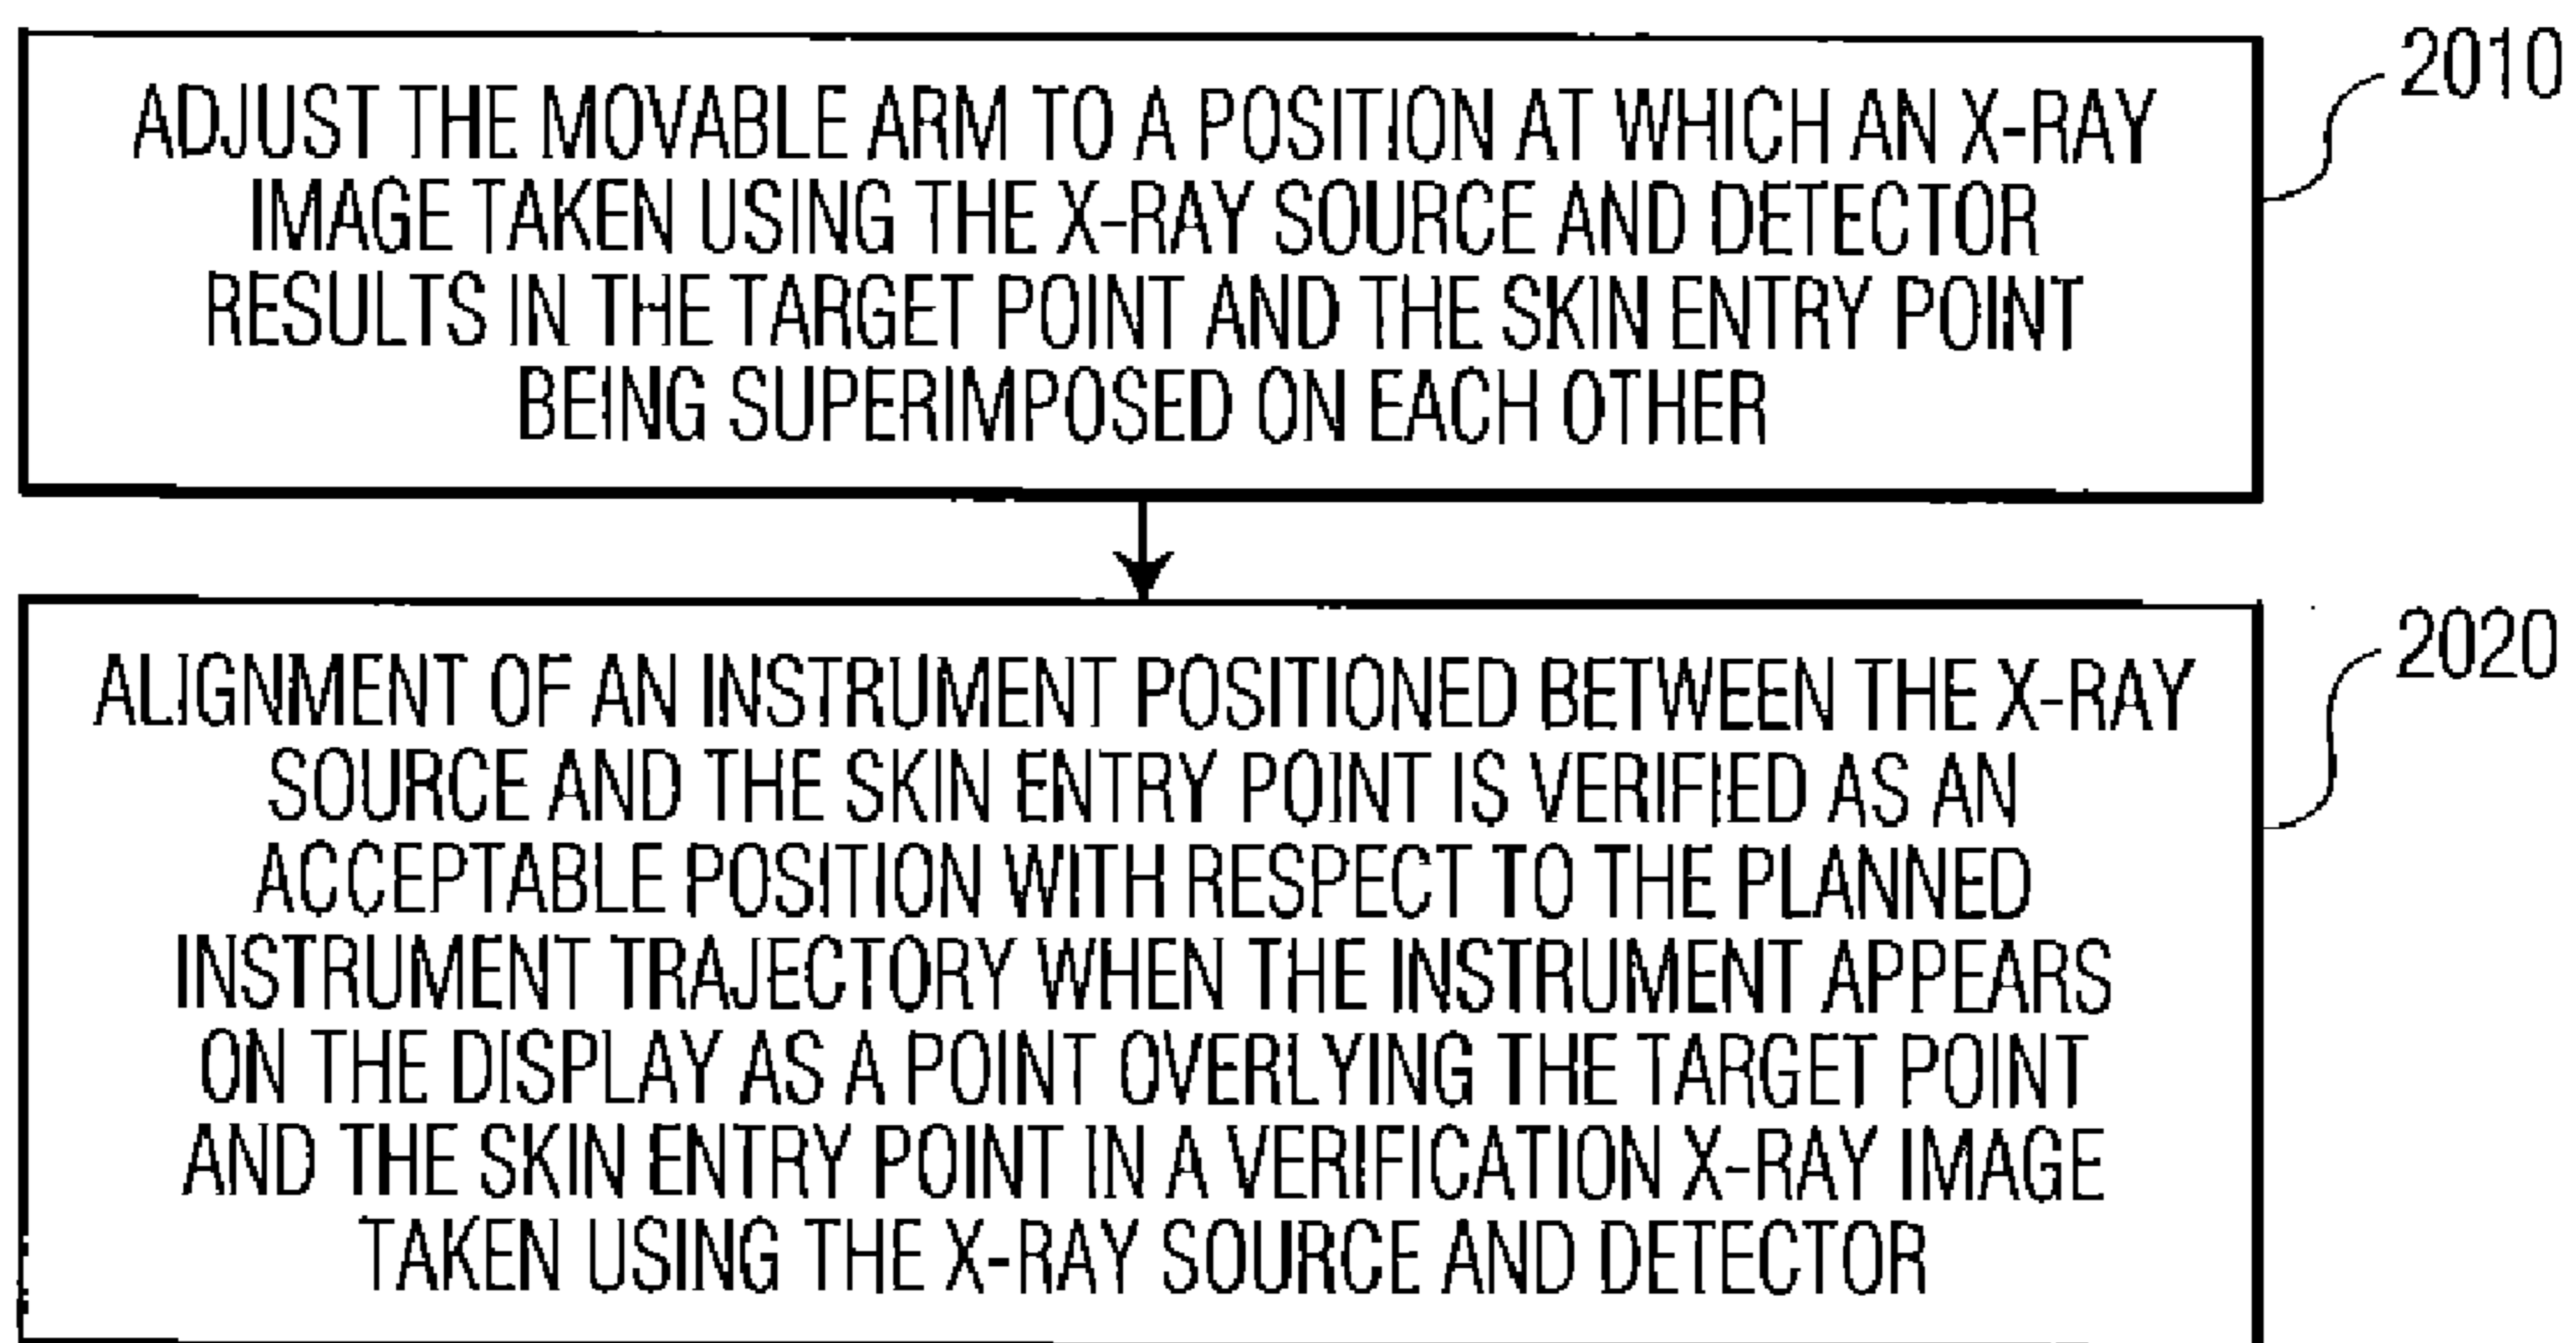 ADJUST THE MOVABLE ARM TO A POSITION AT WHICH AN X-RAY
IMAGE TAKEN USING THE X-RAY SOURCE AND DETECTOR
RESULTS IN THE TARGET POINT AND THE SKIN ENTRY POINT
BEING SUPERIMPOSED ON EACH OTHER
2010
ALIGNMENT OF AN INSTRUMENT POSITIONED BETWEEN THE X-RAY
SOURCE AND THE SKIN ENTRY POINT IS VERIFIED AS AN
ACCEPTABLE POSITION WITH RESPECT TO THE PLANNED
INSTRUMENT TRAJECTORY WHEN THE INSTRUMENT APPEARS
ON THE DISPLAY AS A POINT OVERLYING THE TARGET POINT
AND THE SKIN ENTRY POINT IN A VERIFICATION X-RAY IMAGE
TAKEN USING THE X-RAY SOURCE AND DETECTOR
2020